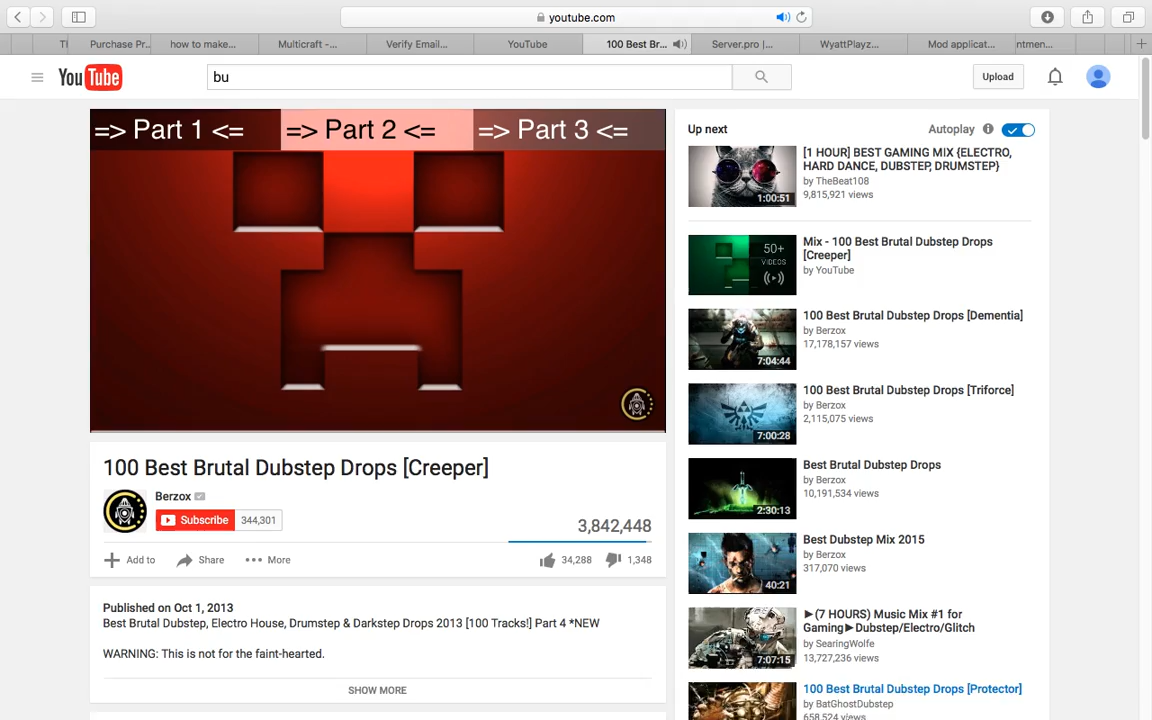 youtube.com
Tl
Purchase Pr...
how to make...
Multicraft -...
Verify Email...
YouTube
100 Best Br...
Server.pro |...
WyattPlayz...
Mod applicat...
ntmen...
YouTube
bu
Upload
=> Part 1 <=
=> Part 2 <=
=> Part 3 <=
100 Best Brutal Dubstep Drops [Creeper]
Berzox
Subscribe 344,301
3,842,448
Add to
Share
More
34,288
1,348
Published on Oct 1, 2013
Best Brutal Dubstep, Electro House, Drumstep & Darkstep Drops 2013 [100 Tracks!] Part 4 *NEW
WARNING: This is not for the faint-hearted.
SHOW MORE
Up next
Autoplay
[1 HOUR] BEST GAMING MIX {ELECTRO,
HARD DANCE, DUBSTEP, DRUMSTEP}
by TheBeat108
9,815,921 views
1:00:51
Mix - 100 Best Brutal Dubstep Drops
[Creeper]
by YouTube
50+
VIDEOS
100 Best Brutal Dubstep Drops [Dementia]
by Berzox
17,178,157 views
7:04:44
100 Best Brutal Dubstep Drops [Triforce]
by Berzox
2,115,075 views
7:00:28
Best Brutal Dubstep Drops
by Berzox
10,191,534 views
2:30:13
Best Dubstep Mix 2015
by Berzox
317,070 views
40:21
►(7 HOURS) Music Mix #1 for
Gaming►Dubstep/Electro/Glitch
by SearingWolfe
13,727,236 views
7:07:15
100 Best Brutal Dubstep Drops [Protector]
by BatGhostDubstep
658,524 views